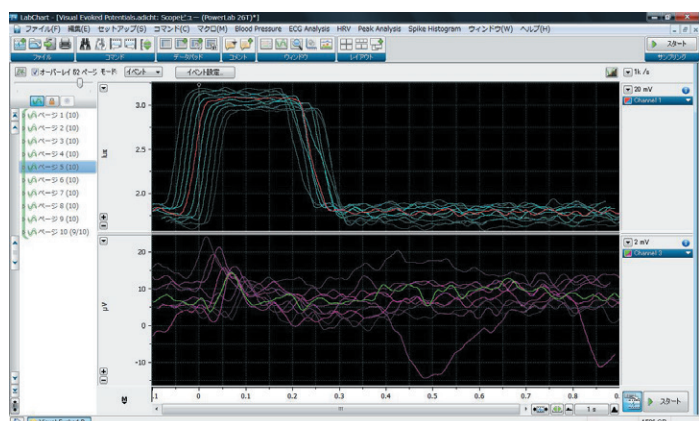 LabChart - [Visual Evoked Potentials.adicht: Scopeビュー (PowerLab 26T)*]
ファイル(F) 編集(E) セットアップ(S) コマンド(C) マクロ(M) Blood Pressure ECG Analysis HRV Peak Analysis Spike Histogram ウィンドウ(W) ヘルプ(H)
スタート
ファイル コマンド データパッド コメント ウィンドウ レイアウト サンプリング
オーバーレイ 62 ページ モード: イベント イベント設定... 1k /s
20 mV
Channel 1
ページ 1 (10)
ページ 2 (10)
ページ 3 (10)
ページ 4 (10)
ページ 5 (10)
ページ 6 (10)
ページ 7 (10)
ページ 8 (10)
ページ 9 (10)
ページ 10 (9/10)
3.0
2.5
2.0
2 mV
Channel 3
20
10
μV
0
-10
.1 0 0.1 0.2 0.3 0.4 0.5 0.6 0.7 0.8 0.
M
1 s
スタート